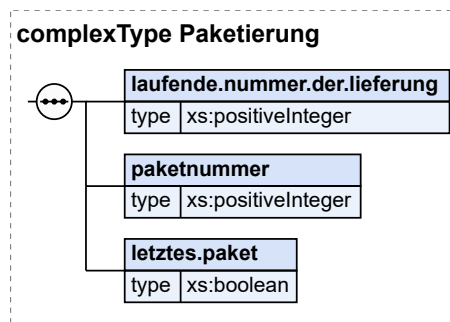 complexType Paketierung
laufende.nummer.der.lieferung
type xs:positiveInteger
paketnummer
type xs:positiveInteger
letztes.paket
type xs:boolean